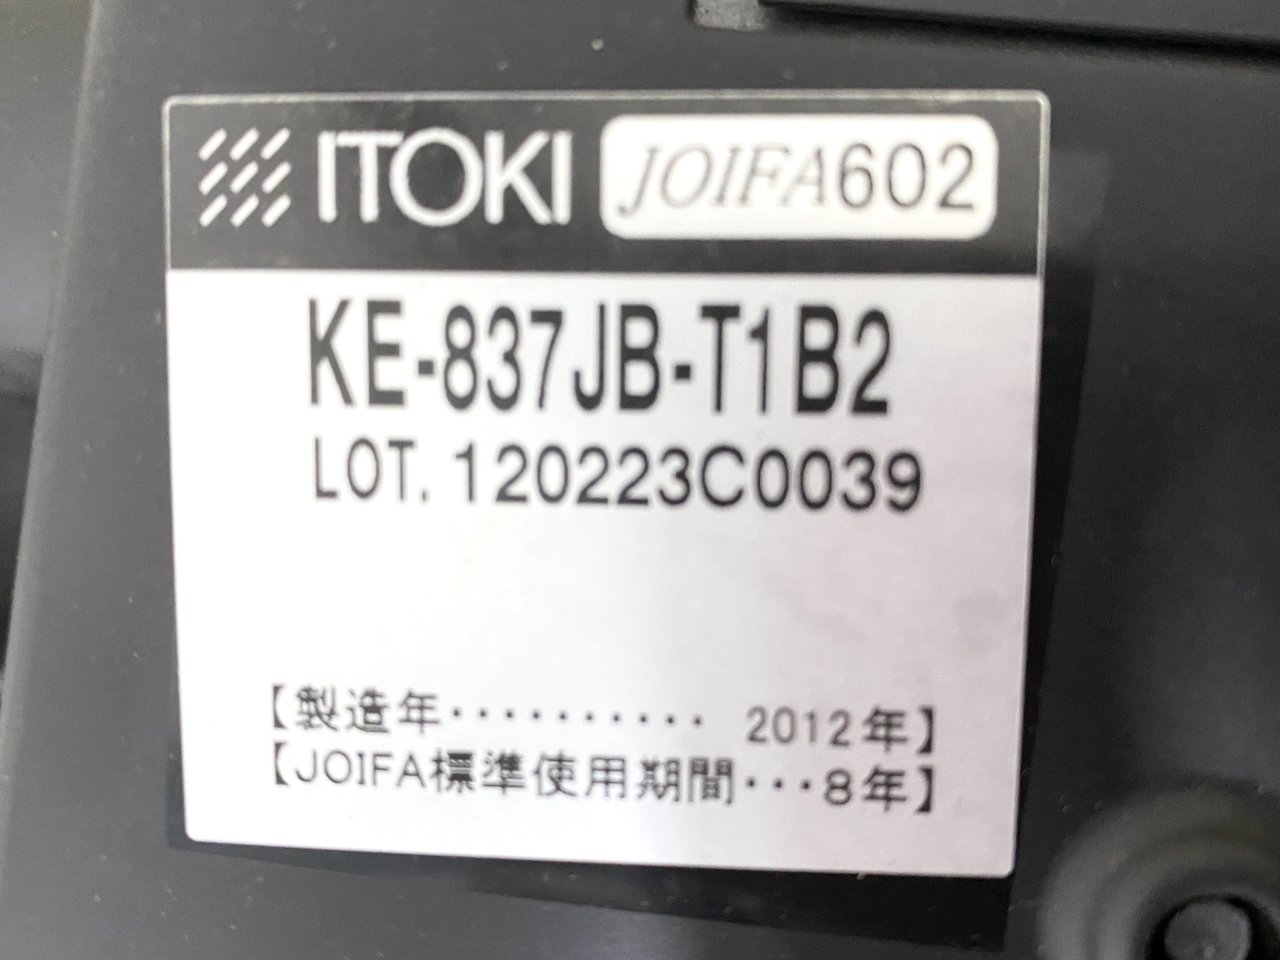 ITOKI JOIFA602
KE-837JB-T1B2
LOT. 120223C0039
【製造年・・・・・・・・・・ 2012年】
【JOIFA標準使用期間・・・8年】